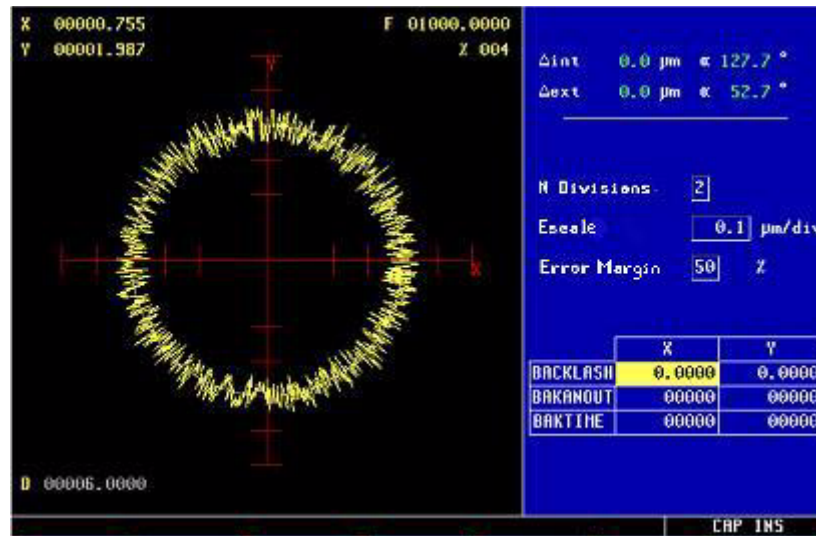 X 00000.755 F 01000.0000
Y 00001.987 % 004
Y
X
D 00006.0000
Δint 0.0 µm α 127.7 °
Δext 0.0 µm α 52.7 °
N Divisions 2
Escale 0.1 µm/div
Error Margin 50 %
X Y
BACKLASH 0.0000 0.0000
BAKANOUT 00000 00000
BAKTIME 00000 00000
CAP INS